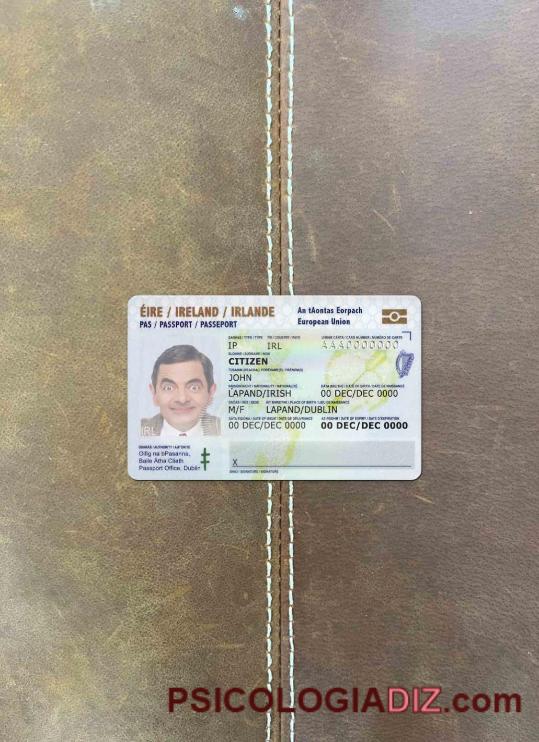 ÉIRE / IRELAND / IRLANDE
PAS / PASSPORT / PASSEPORT
An tAontas Eorpach
European Union
IP IRL AAA0000000
CITIZEN
JOHN
LAPAND/IRISH 00 DEC/DEC 0000
M/F LAPAND/DUBLIN
00 DEC/DEC 0000 00 DEC/DEC 0000
IRL
Oifig na bPasanna,
Baile Átha Cliath
Passport Office, Dublin
X
PSICOLOGIADIZ.com